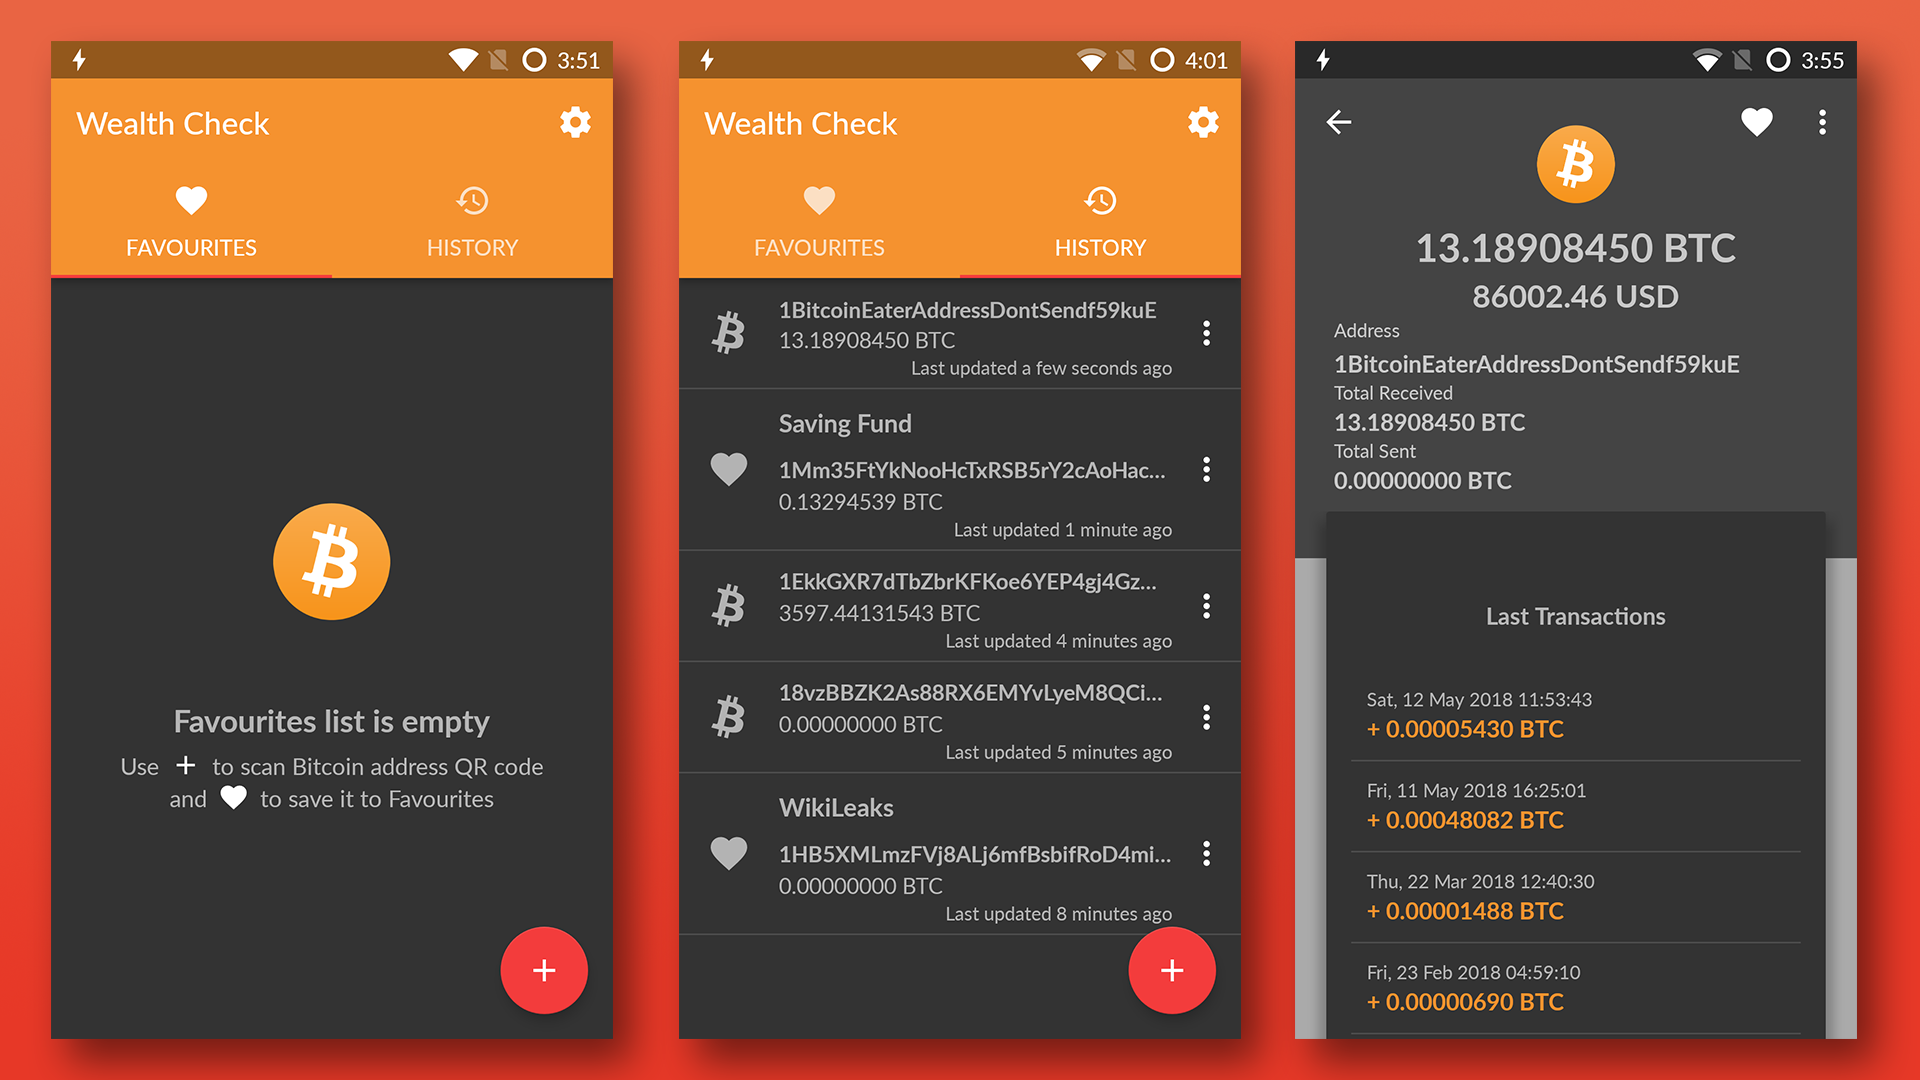 3:51
Wealth Check
FAVOURITES
HISTORY
Favourites list is empty
Use + to scan Bitcoin address QR code
and to save it to Favourites
+
4:01
Wealth Check
FAVOURITES
HISTORY
1BitcoinEaterAddressDontSendf59kuE
13.18908450 BTC
Last updated a few seconds ago
Saving Fund
1Mm35FtYkNooHcTxRSB5rY2cAoHac...
0.13294539 BTC
Last updated 1 minute ago
1EkkGXR7dTbZbrKFKoe6YEP4gj4Gz...
3597.44131543 BTC
Last updated 4 minutes ago
18vzBBZK2As88RX6EMYvLyeM8QCi...
0.00000000 BTC
Last updated 5 minutes ago
WikiLeaks
1HB5XMLmzFVj8ALj6mfBsbifRoD4mi...
0.00000000 BTC
Last updated 8 minutes ago
+
3:55
13.18908450 BTC
86002.46 USD
Address
1BitcoinEaterAddressDontSendf59kuE
Total Received
13.18908450 BTC
Total Sent
0.00000000 BTC
Last Transactions
Sat, 12 May 2018 11:53:43
+ 0.00005430 BTC
Fri, 11 May 2018 16:25:01
+ 0.00048082 BTC
Thu, 22 Mar 2018 12:40:30
+ 0.00001488 BTC
Fri, 23 Feb 2018 04:59:10
+ 0.00000690 BTC